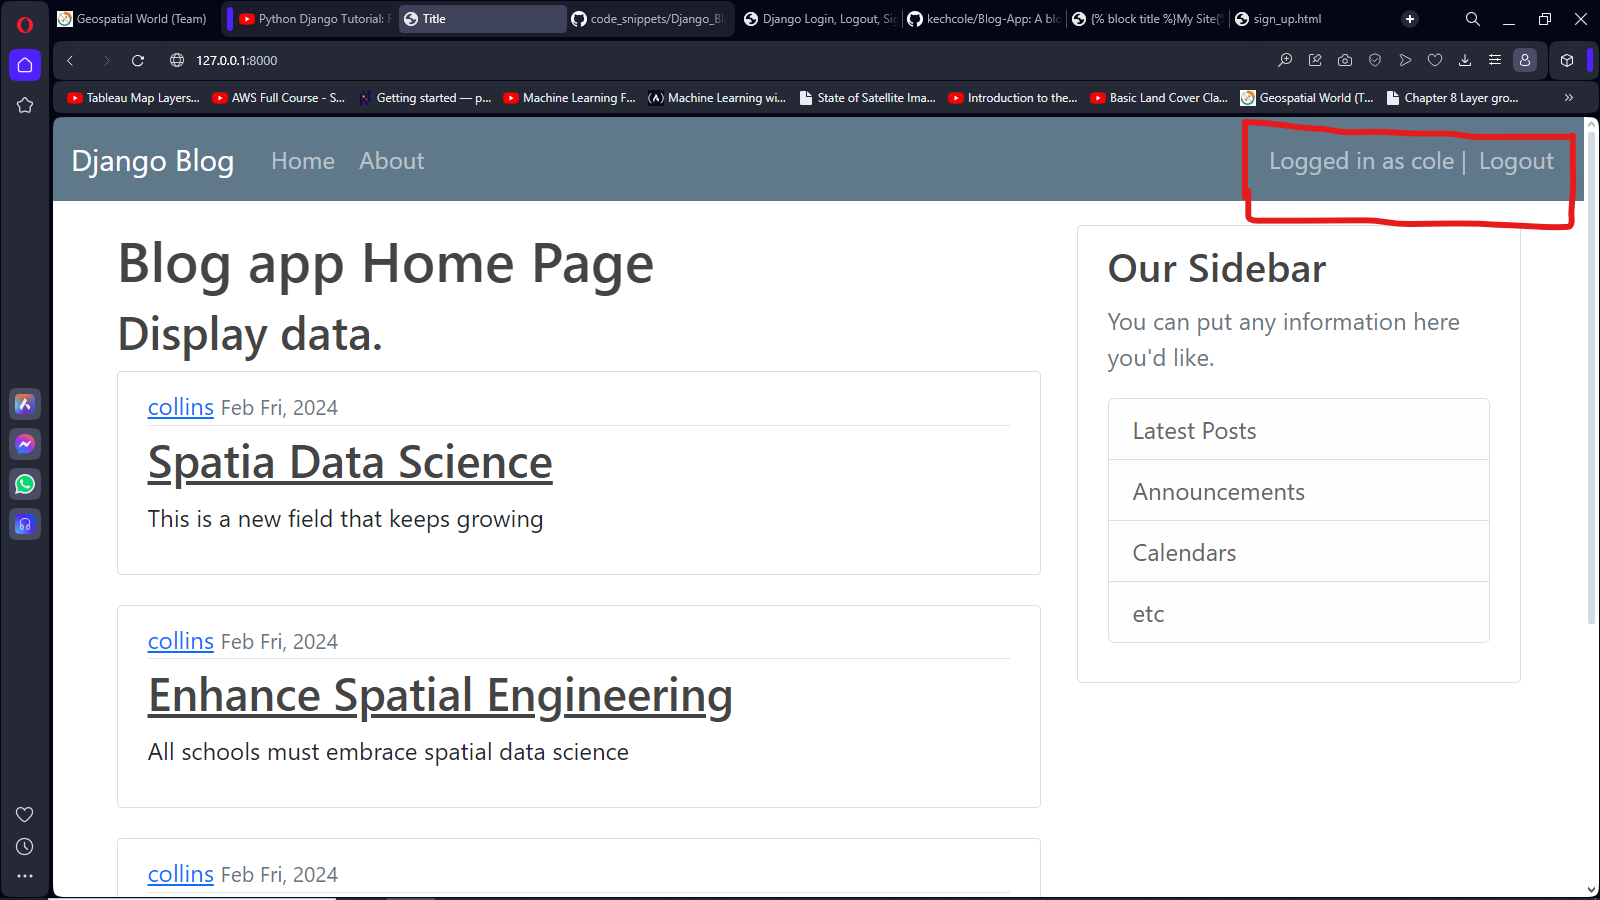 Geospatial World (Team)
Python Django Tutorial: F
Title
code_snippets/Django_Bl
Django Login, Logout, Sig
kechcole/Blog-App: A blo
{% block title %}My Site{%
sign_up.html
127.0.0.1:8000
Tableau Map Layers...
AWS Full Course - S...
Getting started — p...
Machine Learning F...
Machine Learning wi...
State of Satellite Ima...
Introduction to the...
Basic Land Cover Cla...
Geospatial World (T...
Chapter 8 Layer gro...
Django Blog
Home
About
Logged in as cole | Logout
Blog app Home Page
Display data.
collins Feb Fri, 2024
Spatia Data Science
This is a new field that keeps growing
collins Feb Fri, 2024
Enhance Spatial Engineering
All schools must embrace spatial data science
collins Feb Fri, 2024
Our Sidebar
You can put any information here
you'd like.
Latest Posts
Announcements
Calendars
etc